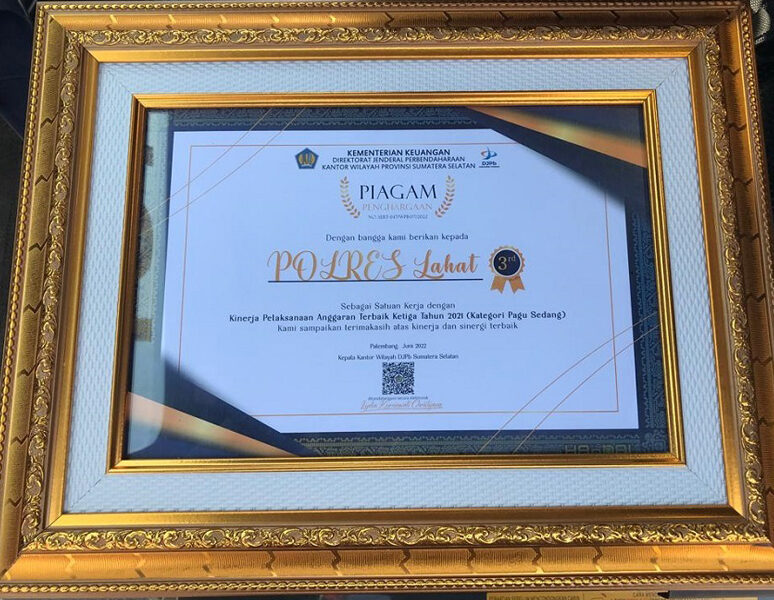 KEMENTERIAN KEUANGAN
DIREKTORAT JENDERAL PERBENDAHARAAN
KANTOR WILAYAH PROVINSI SUMATERA SELATAN
DJPb
PIAGAM
PENGHARGAAN
Dengan bangga kami berikan kepada
POLRES Lahat
3rd
Sebagai Satuan Kerja dengan
Kinerja Pelaksanaan Anggaran Terbaik Ketiga Tahun 2021 (Kategori Pagu Sedang)
Kami sampaikan terimakasih atas kinerja dan sinergi terbaik
Palembang, Juni 2022
Kepala Kantor Wilayah DJPb Sumatera Selatan